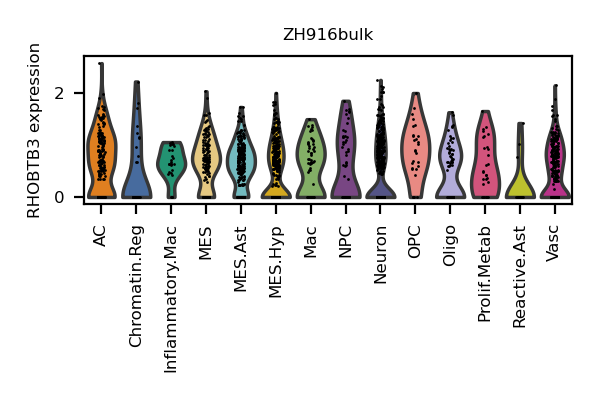 ZH916bulk
RHOBTB3 expression
2
0
AC
Chromatin.Reg
Inflammatory.Mac
MES
MES.Ast
MES.Hyp
Mac
NPC
Neuron
OPC
Oligo
Prolif.Metab
Reactive.Ast
Vasc